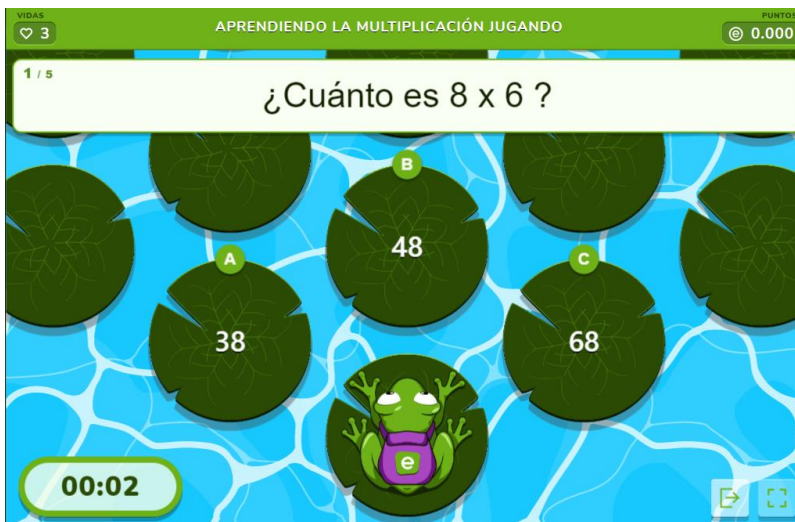 VIDAS
3
APRENDIENDO LA MULTIPLICACIÓN JUGANDO
PUNTOS
0.000
1 / 5
¿Cuánto es 8 x 6 ?
B
48
A
38
C
68
e
00:02